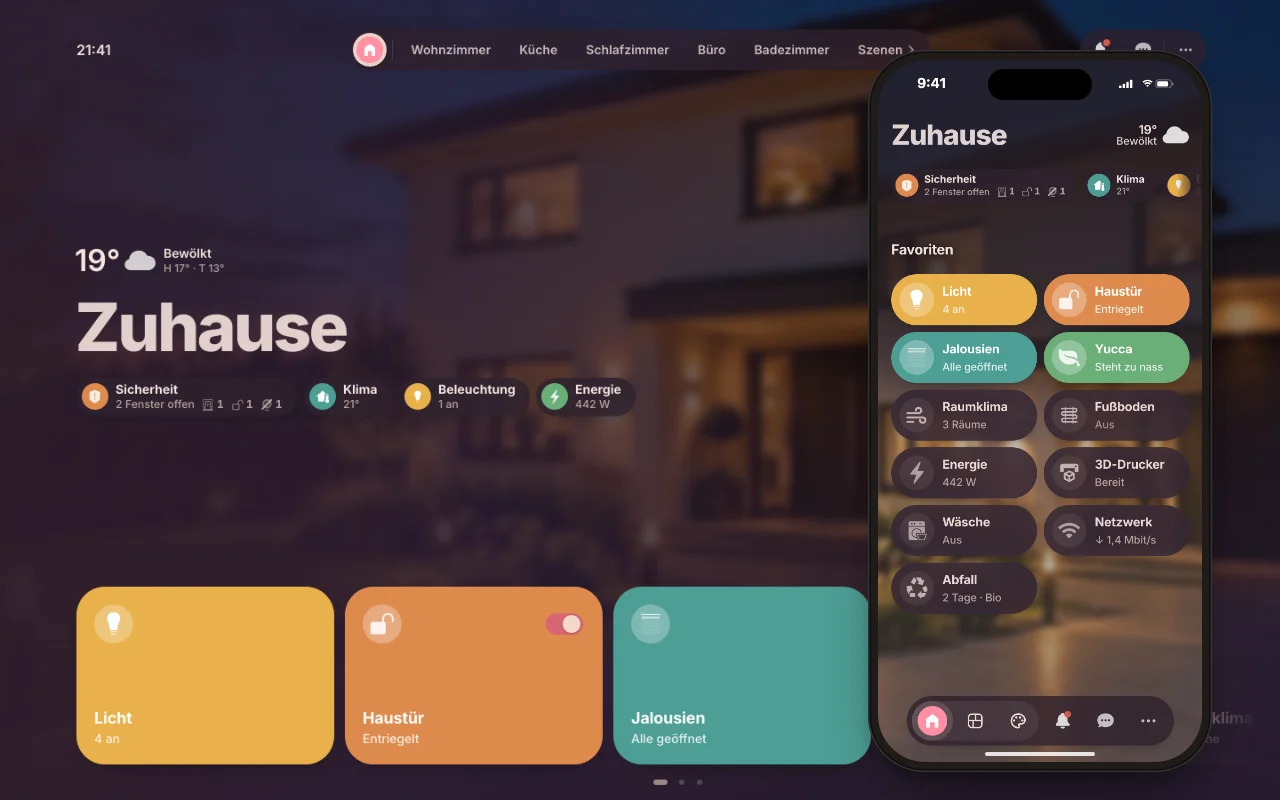 21:41
Wohnzimmer Küche Schlafzimmer Büro Badezimmer Szenen
19° Bewölkt
H 17° · T 13°
Zuhause
Sicherheit
2 Fenster offen 1 1 1
Klima
21°
Beleuchtung
1 an
Energie
442 W
Licht
4 an
Haustür
Entriegelt
Jalousien
Alle geöffnet
klima
9:41
Zuhause
19°
Bewölkt
Sicherheit
2 Fenster offen 1 1 1
Klima
21°
Favoriten
Licht
4 an
Haustür
Entriegelt
Jalousien
Alle geöffnet
Yucca
Steht zu nass
Raumklima
3 Räume
Fußboden
Aus
Energie
442 W
3D-Drucker
Bereit
Wäsche
Aus
Netzwerk
↓ 1,4 Mbit/s
Abfall
2 Tage · Bio